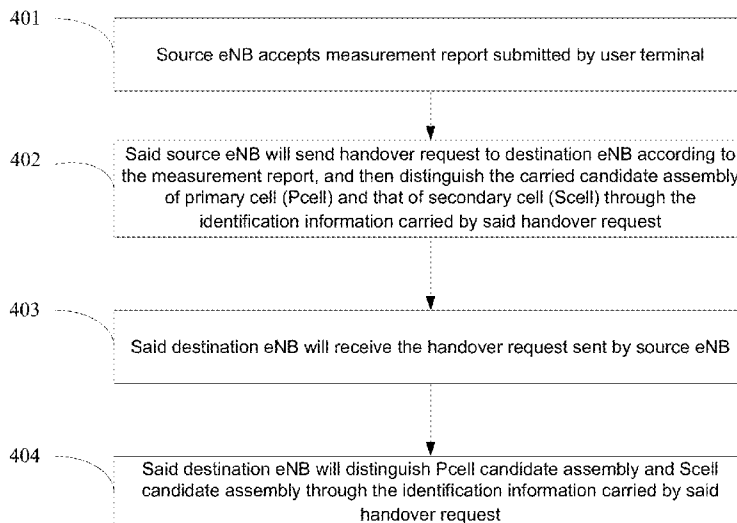 401
Source eNB accepts measurement report submitted by user terminal
402
Said source eNB will send handover request to destination eNB according to
the measurement report, and then distinguish the carried candidate assembly
of primary cell (Pcell) and that of secondary cell (Scell) through the
identification information carried by said handover request
403
Said destination eNB will receive the handover request sent by source eNB
404
Said destination eNB will distinguish Pcell candidate assembly and Scell
candidate assembly through the identification information carried by said
handover request